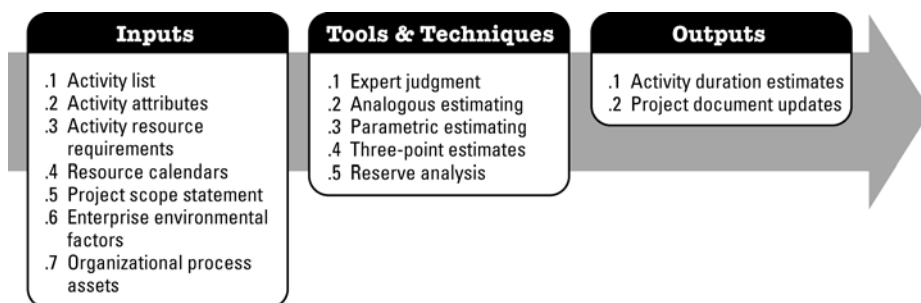 Inputs
.1 Activity list
.2 Activity attributes
.3 Activity resource
requirements
.4 Resource calendars
.5 Project scope statement
.6 Enterprise environmental
factors
.7 Organizational process
assets
Tools & Techniques
.1 Expert judgment
.2 Analogous estimating
.3 Parametric estimating
.4 Three-point estimates
.5 Reserve analysis
Outputs
.1 Activity duration estimates
.2 Project document updates